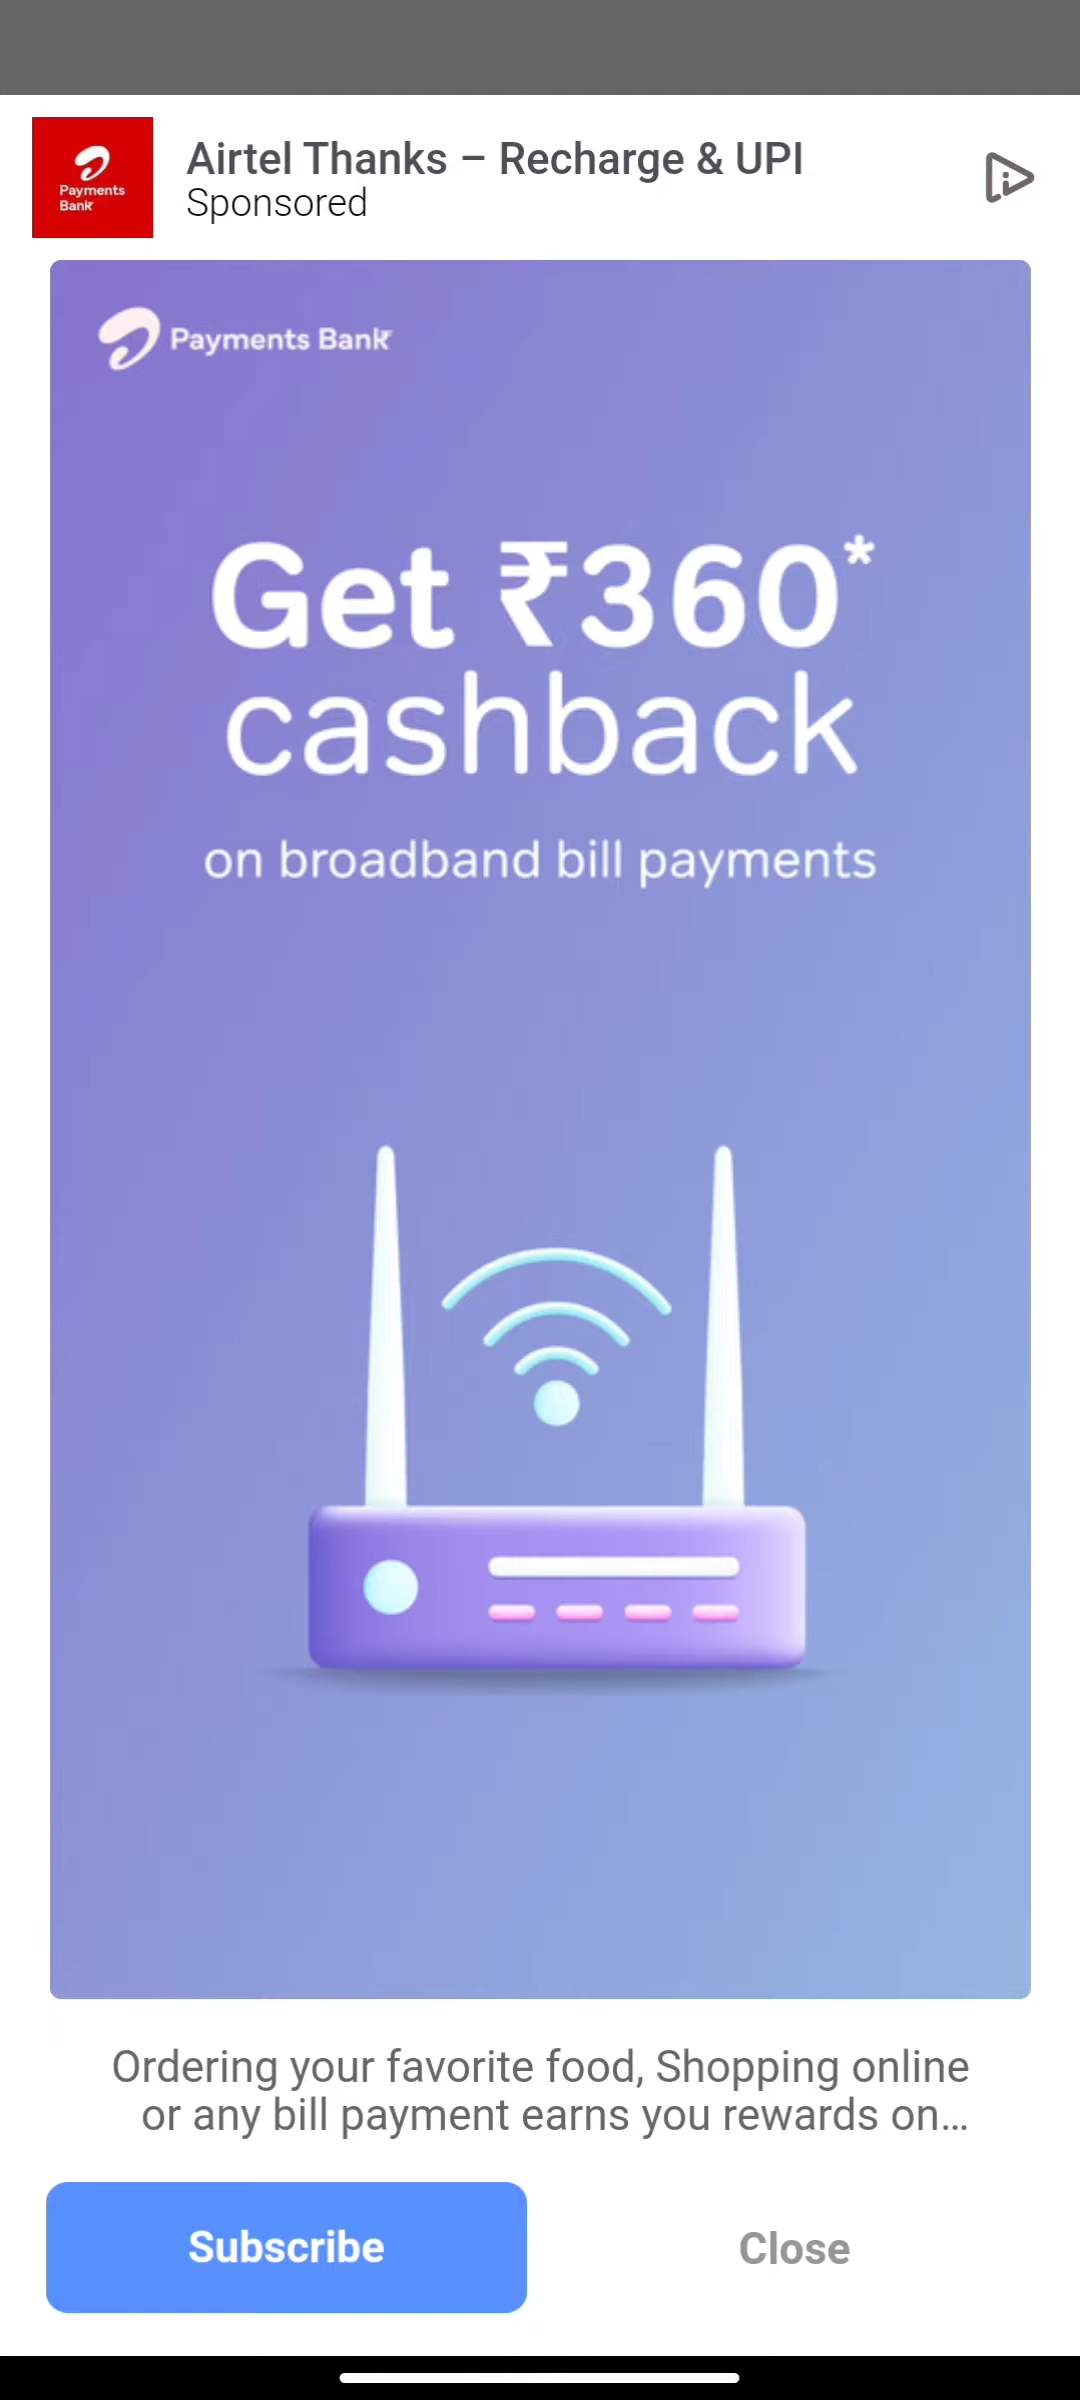 Payments
Bank
Airtel Thanks – Recharge & UPI
Sponsored
Payments Bank
Get ₹360*
cashback
on broadband bill payments
Ordering your favorite food, Shopping online
or any bill payment earns you rewards on…
Subscribe
Close